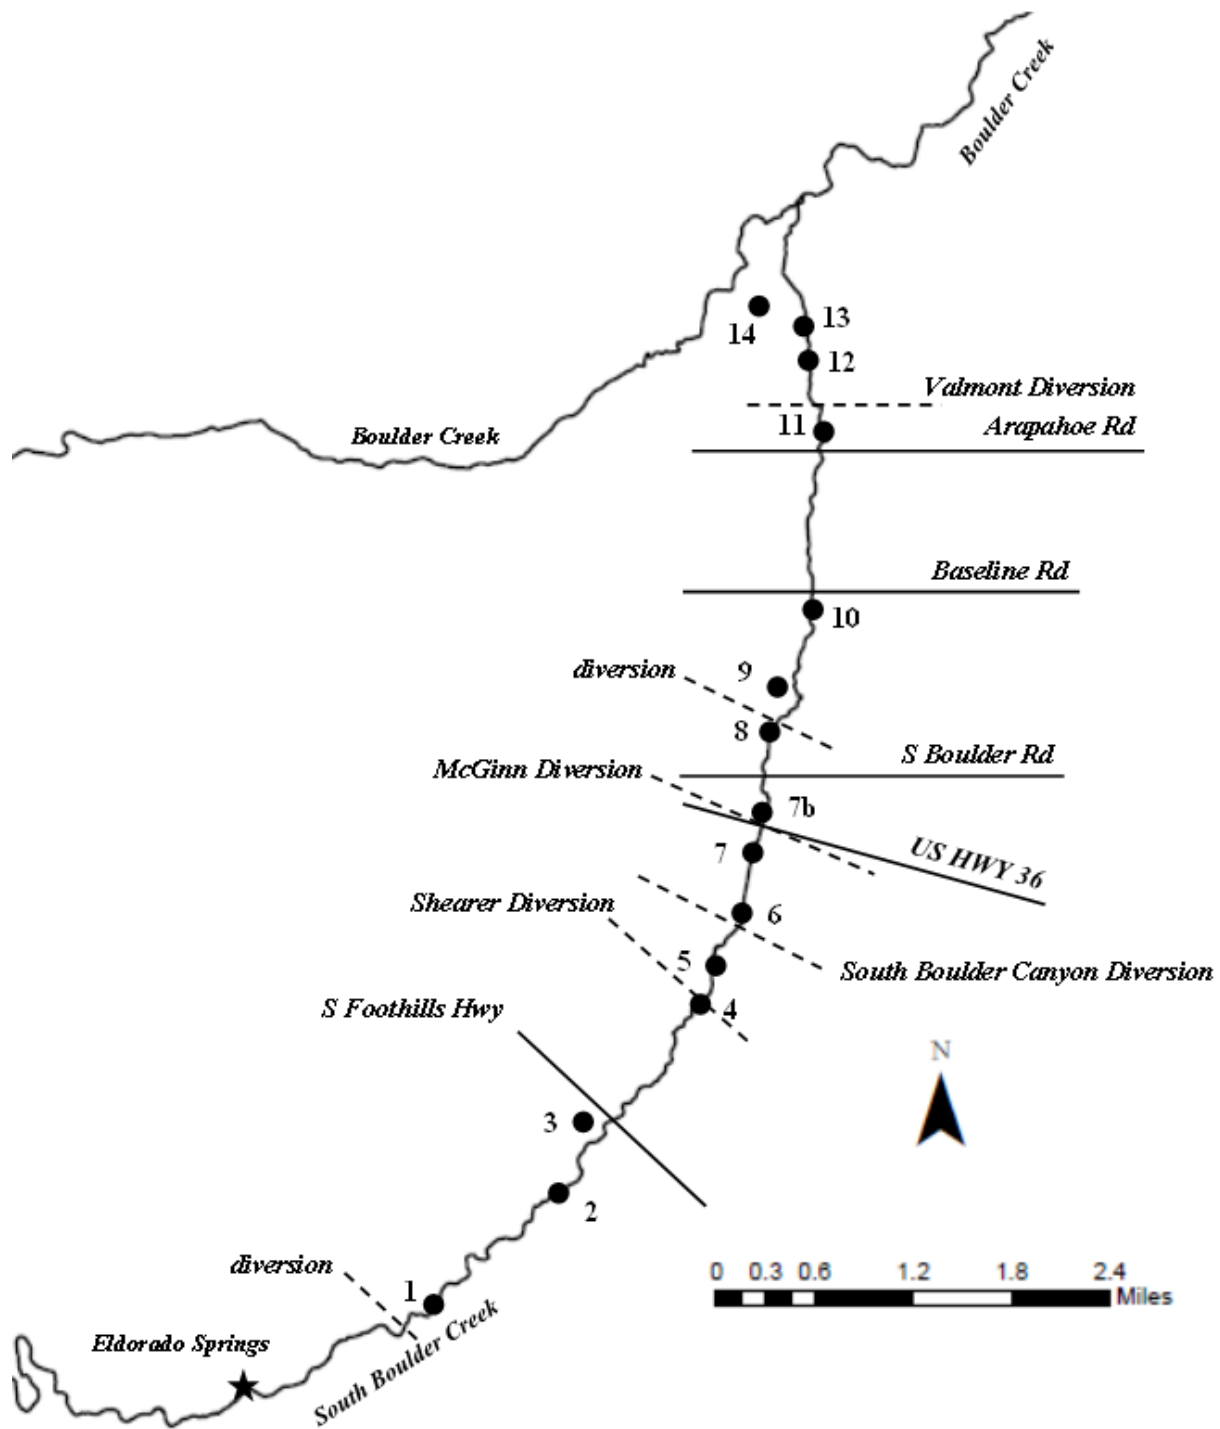 Boulder Creek
14
13
12
Valmont Diversion
11
Arapahoe Rd
Boulder Creek
Baseline Rd
10
diversion
9
8
S Boulder Rd
McGinn Diversion
7b
7
US HWY 36
Shearer Diversion
6
5
South Boulder Canyon Diversion
S Foothills Hwy
4
N
3
2
diversion
1
0 0.3 0.6 1.2 1.8 2.4
Miles
Eldorado Springs
South Boulder Creek